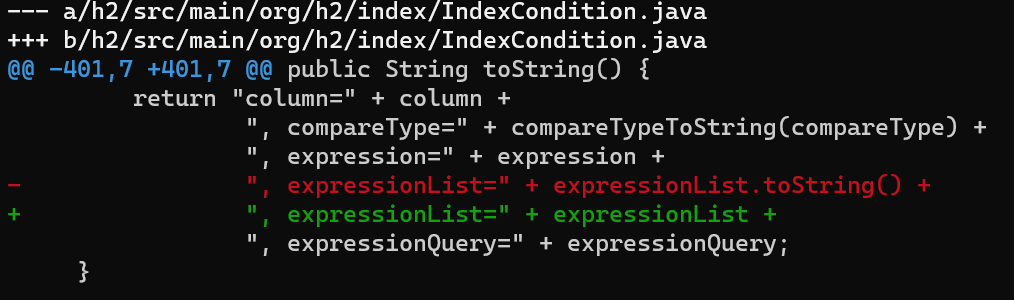 --- a/h2/src/main/org/h2/index/IndexCondition.java
+++ b/h2/src/main/org/h2/index/IndexCondition.java
@@ -401,7 +401,7 @@ public String toString() {
         return "column=" + column +
                 ", compareType=" + compareTypeToString(compareType) +
                 ", expression=" + expression +
-                ", expressionList=" + expressionList.toString() +
+                ", expressionList=" + expressionList +
                 ", expressionQuery=" + expressionQuery;
     }